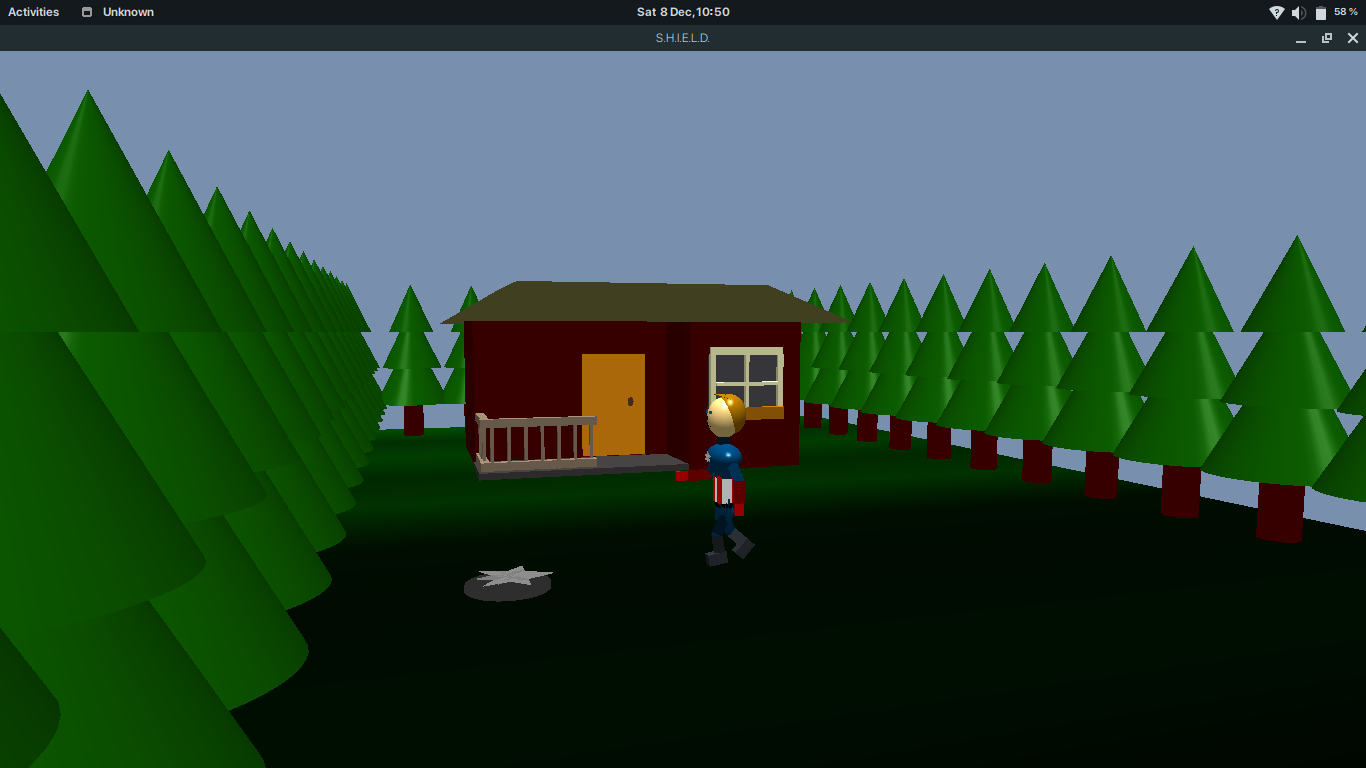 Activities Unknown Sat 8 Dec, 10:50 58 %
S.H.I.E.L.D.